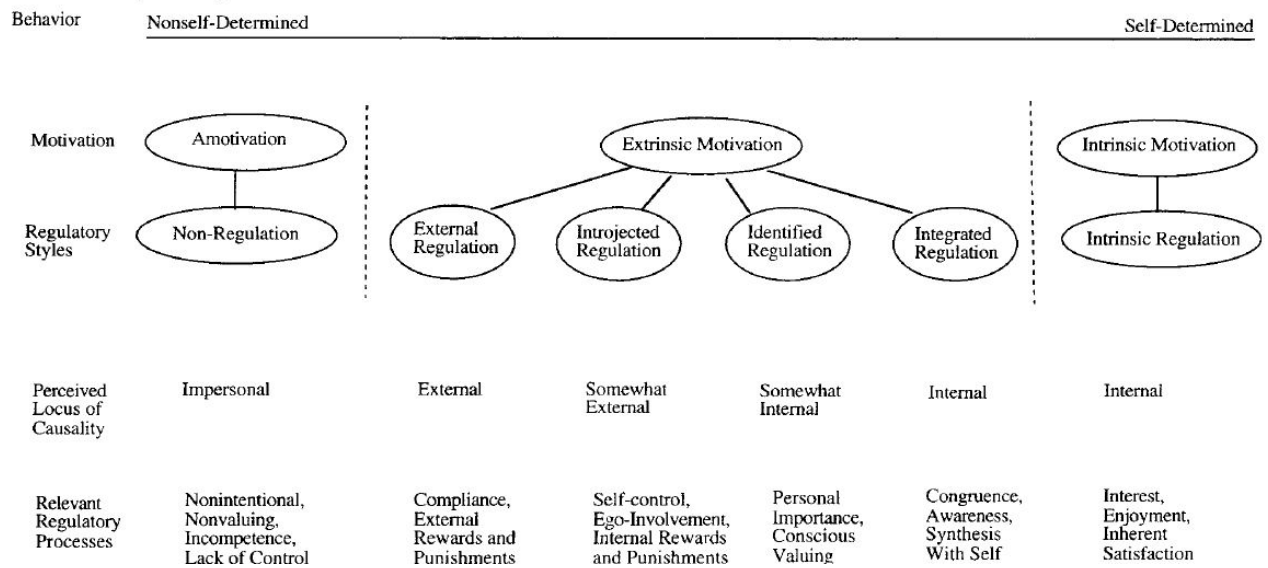 Behavior
Nonself-Determined
Self-Determined
Motivation
Amotivation
Extrinsic Motivation
Intrinsic Motivation
Regulatory
Styles
Non-Regulation
External
Regulation
Introjected
Regulation
Identified
Regulation
Integrated
Regulation
Intrinsic Regulation
Perceived
Locus of
Causality
Impersonal
External
Somewhat
External
Somewhat
Internal
Internal
Internal
Relevant
Regulatory
Processes
Nonintentional,
Nonvaluing,
Incompetence,
Lack of Control
Compliance,
External
Rewards and
Punishments
Self-control,
Ego-Involvement,
Internal Rewards
and Punishments
Personal
Importance,
Conscious
Valuing
Congruence,
Awareness,
Synthesis
With Self
Interest,
Enjoyment,
Inherent
Satisfaction